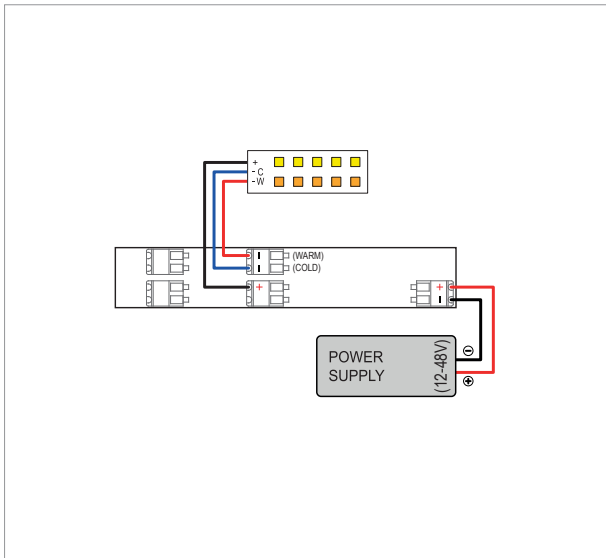 +
- C
- W
- (WARM)
- (COLD)
+
+
-
POWER
SUPPLY
(12-48V)
-
+